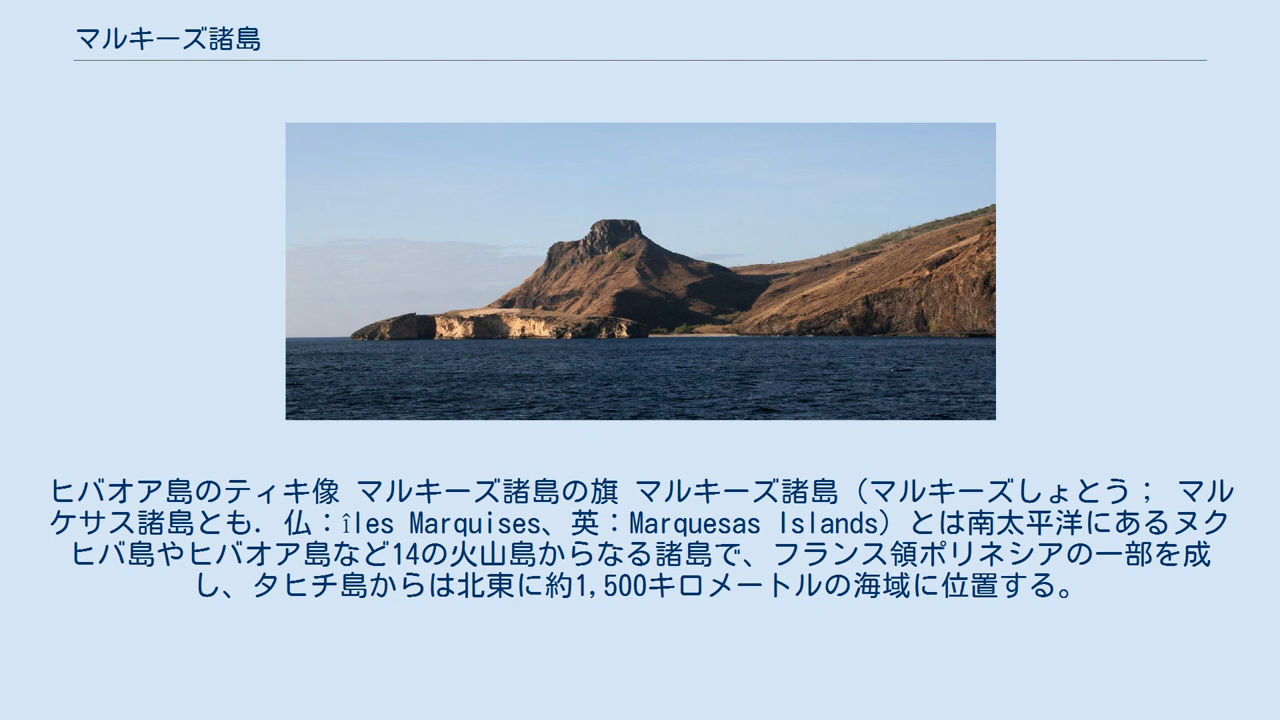 マルキーズ諸島
ヒバオア島のティキ像 マルキーズ諸島の旗 マルキーズ諸島（マルキーズしょとう； マル
ケサス諸島とも. 仏：îles Marquises、英：Marquesas Islands）とは南太平洋にあるヌク
ヒバ島やヒバオア島など14の火山島からなる諸島で、フランス領ポリネシアの一部を成
し、タヒチ島からは北東に約1,500キロメートルの海域に位置する。